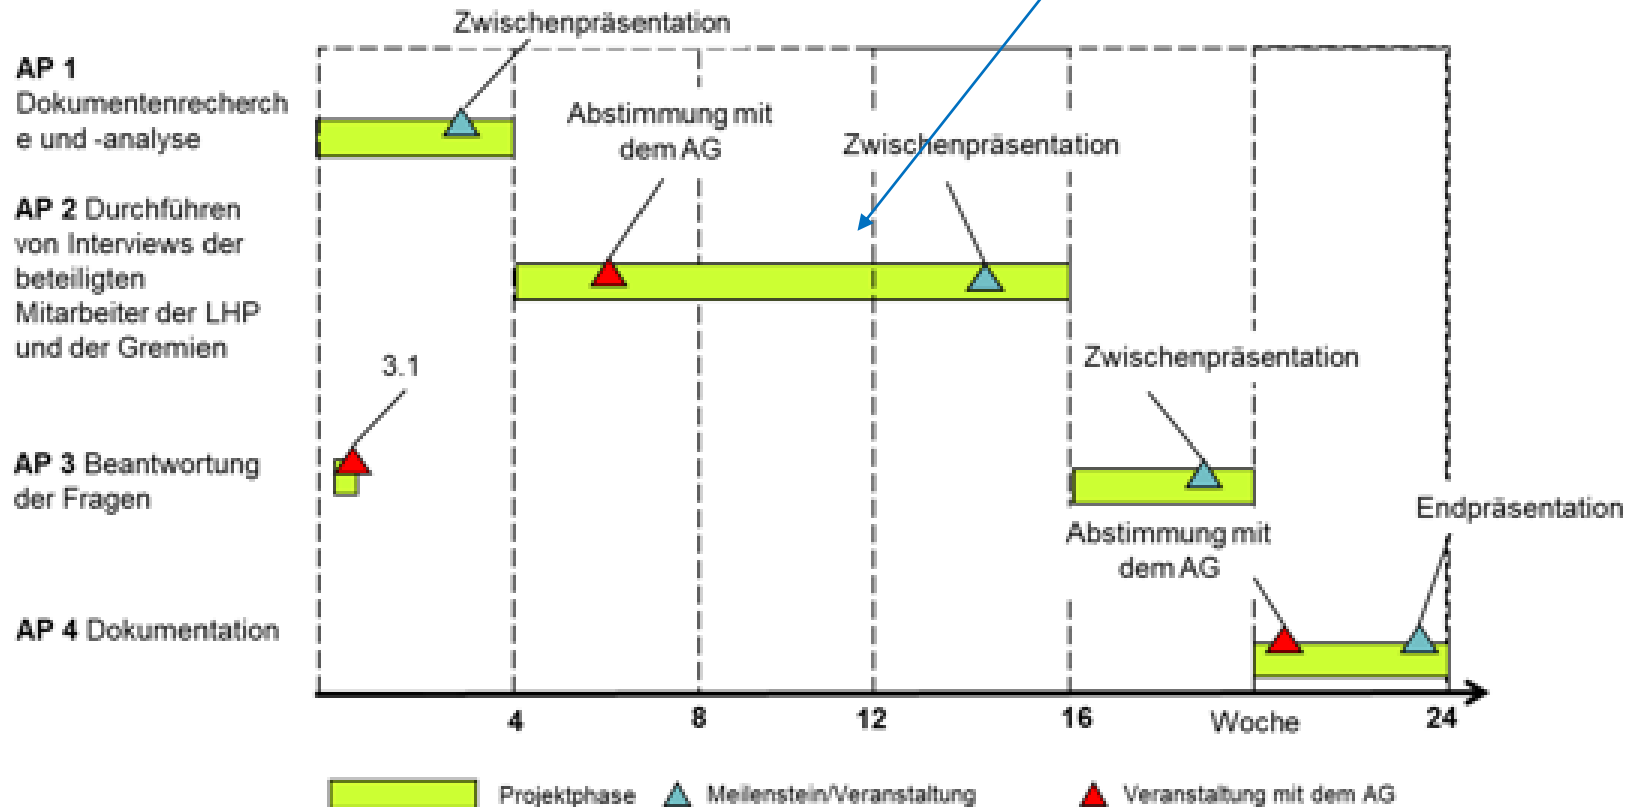 Zwischenpräsentation
AP 1
Dokumentenrecherch
e und -analyse
Abstimmung mit
dem AG
Zwischenpräsentation
AP 2 Durchführen
von Interviews der
beteiligten
Mitarbeiter der LHP
und der Gremien
3.1
Zwischenpräsentation
AP 3 Beantwortung
der Fragen
Endpräsentation
Abstimmung mit
dem AG
AP 4 Dokumentation
4 8 12 16 Woche 24
Projektphase Meilenstein/Veranstaltung Veranstaltung mit dem AG